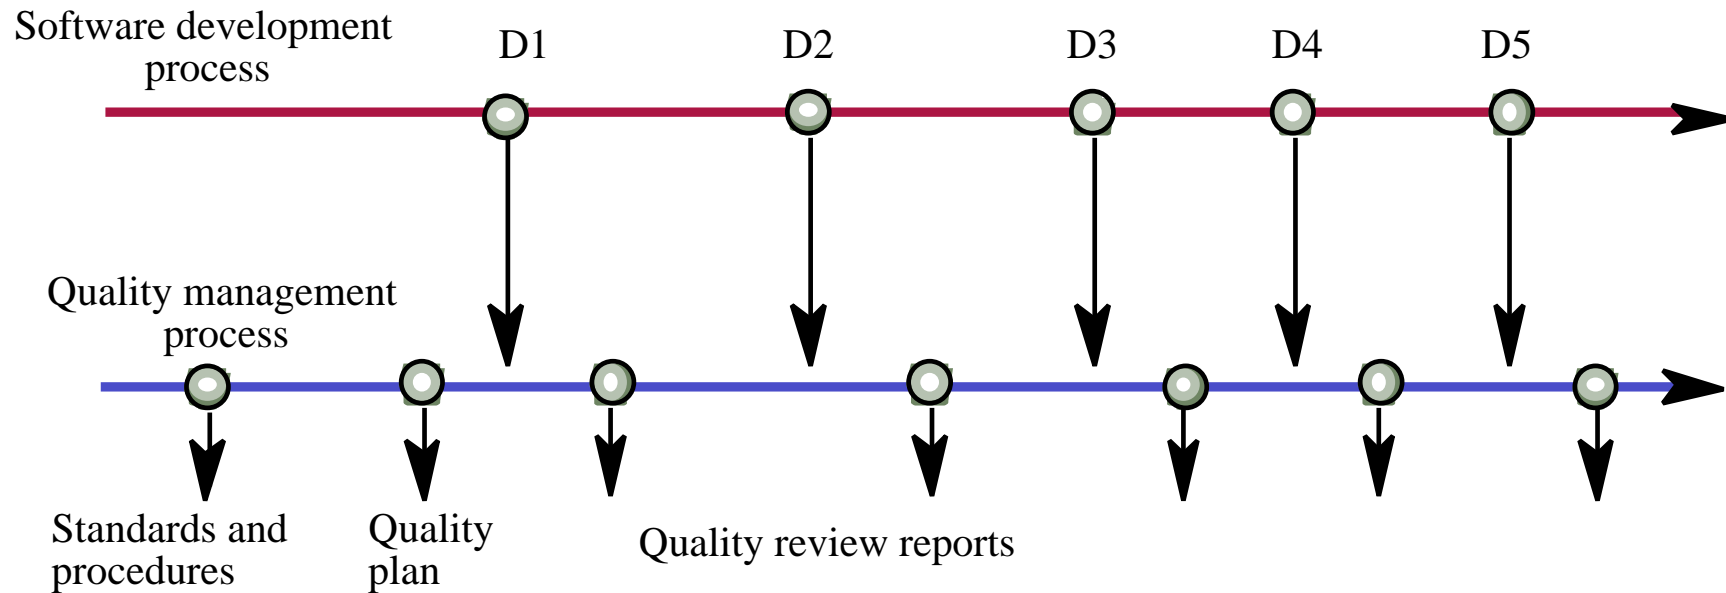 Software development
process
D1
D2
D3
D4
D5
Quality management
process
Standards and
procedures
Quality
plan
Quality review reports